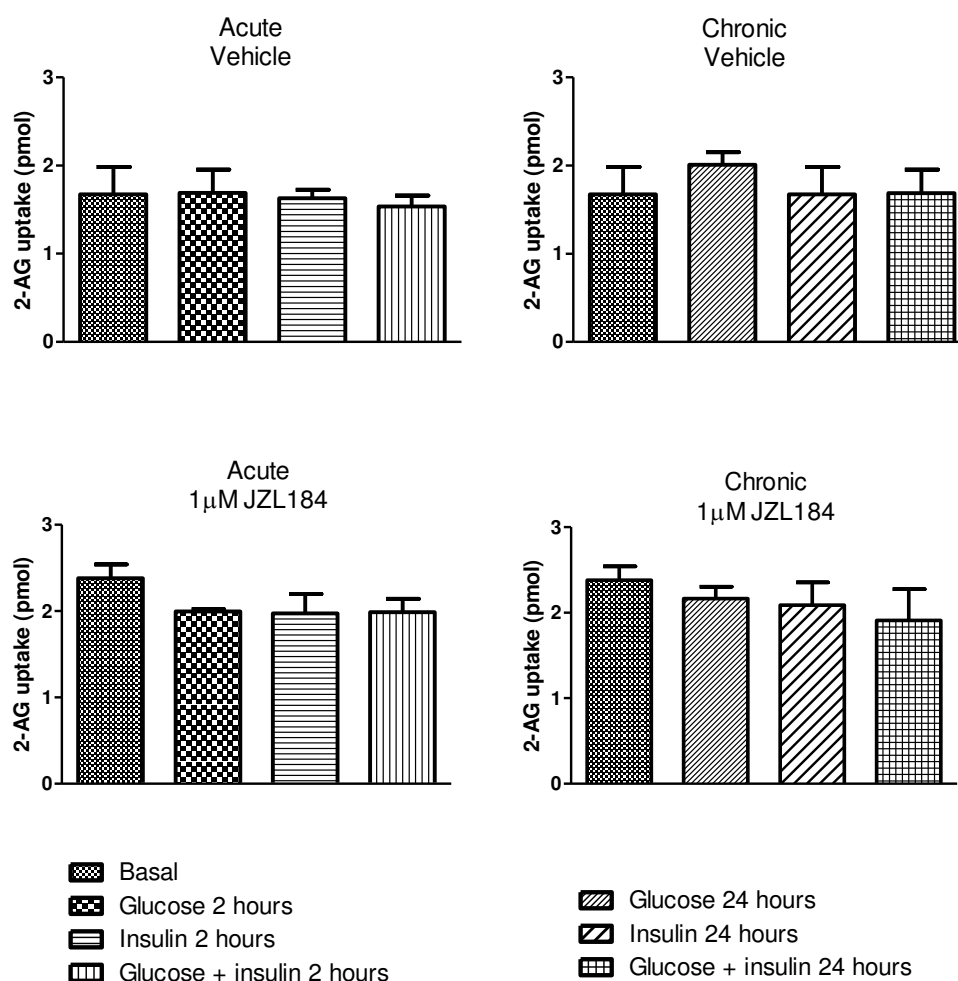 Acute
Vehicle
3
2
1
0
2-AG uptake (pmol)
Chronic
Vehicle
3
2
1
0
2-AG uptake (pmol)
Acute
1µM JZL184
3
2
1
0
2-AG uptake (pmol)
Chronic
1µM JZL184
3
2
1
0
2-AG uptake (pmol)
Basal
Glucose 2 hours
Insulin 2 hours
Glucose + insulin 2 hours
Glucose 24 hours
Insulin 24 hours
Glucose + insulin 24 hours